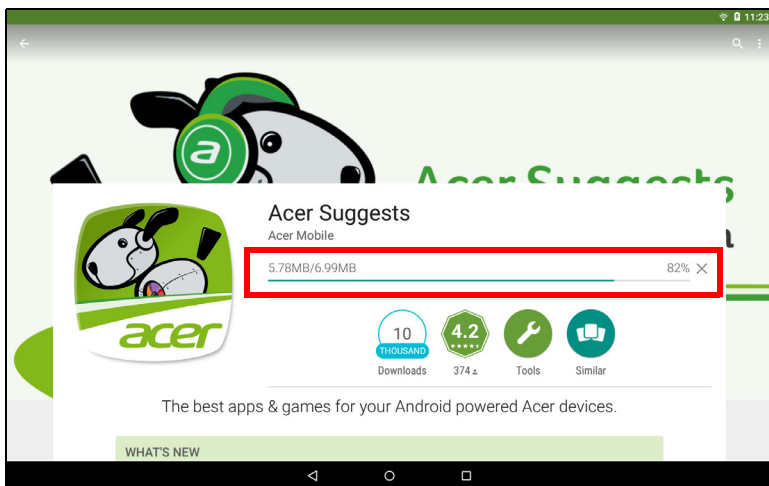 11:23
a
Acer Suggests
Acer Suggests
Acer Mobile
5.78MB/6.99MB 82%
acer
10 THOUSAND
4.2
Downloads 374 Tools Similar
The best apps & games for your Android powered Acer devices.
WHAT'S NEW